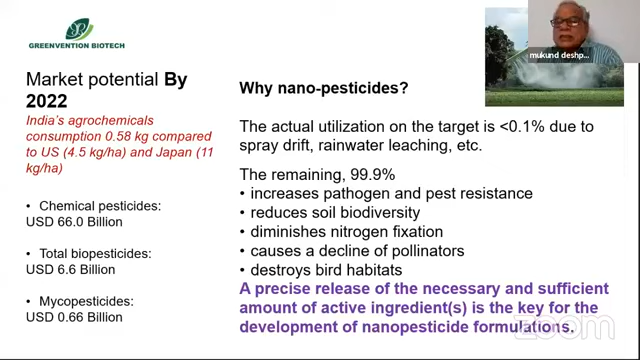 GREENVENTION BIOTECH
Market potential By
2022
India's agrochemicals
consumption 0.58 kg compared
to US (4.5 kg/ha) and Japan (11
kg/ha)
• Chemical pesticides:
USD 66.0 Billion
• Total biopesticides:
USD 6.6 Billion
• Mycopesticides:
USD 0.66 Billion
Why nano-pesticides?
The actual utilization on the target is <0.1% due to
spray drift, rainwater leaching, etc.
The remaining, 99.9%
• increases pathogen and pest resistance
• reduces soil biodiversity
• diminishes nitrogen fixation
• causes a decline of pollinators
• destroys bird habitats
A precise release of the necessary and sufficient
amount of active ingredient(s) is the key for the
development of nanopesticide formulations.
mukund deshp...
zoom